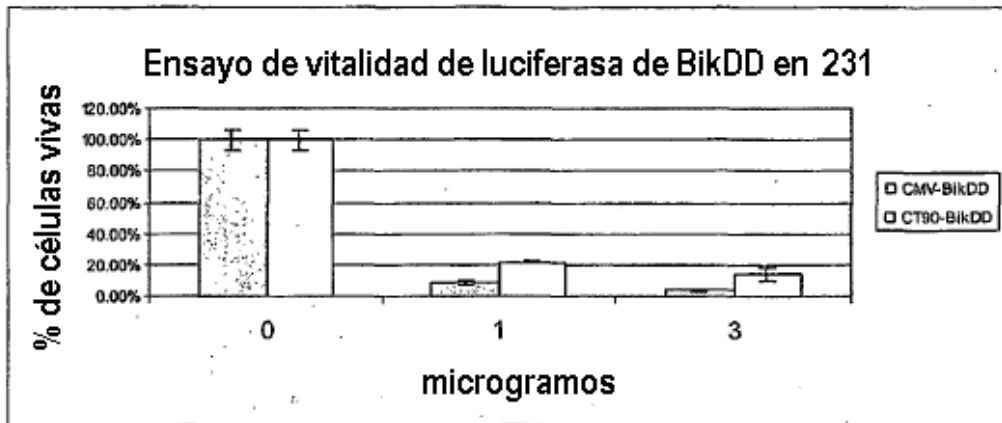 Ensayo de vitalidad de luciferasa de BikDD en 231
% de células vivas
120.00%
100.00%
80.00%
60.00%
40.00%
20.00%
0.00%
0 1 3
microgramos
CMV-BikDD
CT90-BikDD